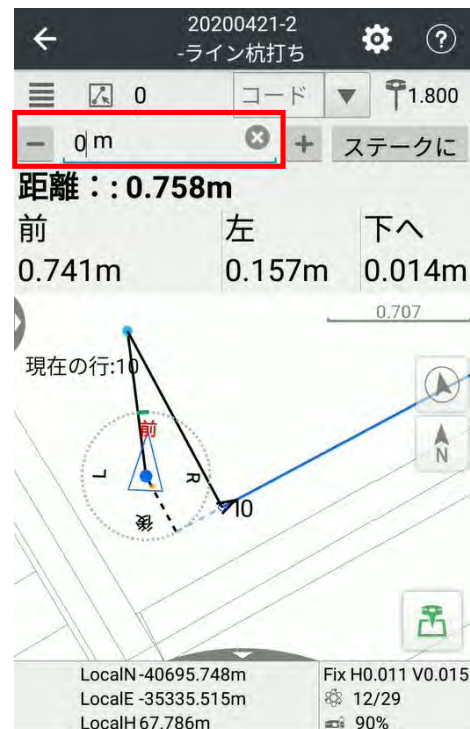 20200421-2
-ライン杭打ち
?
0
コード
1.800
− 0 m + ステークに
距離：: 0.758m
前 左 下へ
0.741m 0.157m 0.014m
0.707
現在の行:10
前
L
R
後
10
N
LocalN -40695.748m
LocalE -35335.515m
LocalH 67.786m
Fix H0.011 V0.015
12/29
90%